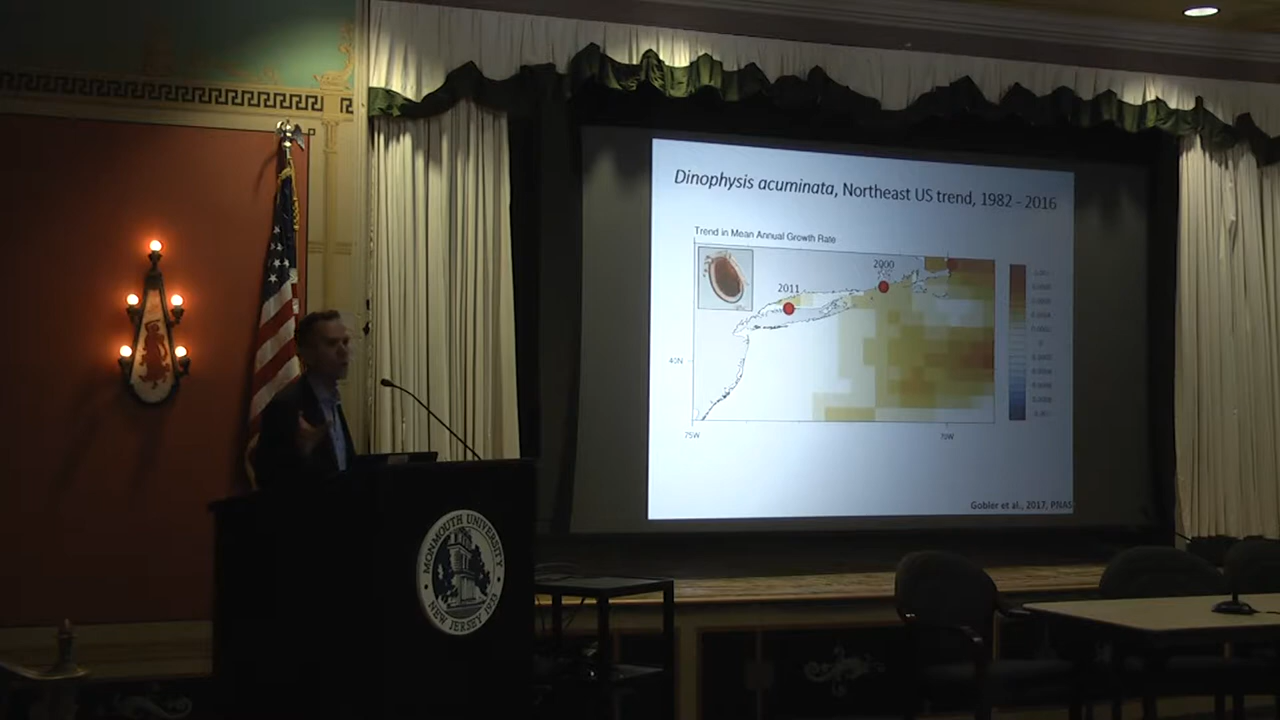 Dinophysis acuminata, Northeast US trend, 1982 - 2016
Trend in Mean Annual Growth Rate
2000
2011
40N
75W
70W
Gobler et al., 2017, PNAS
MONMOUTH UNIVERSITY
NEW JERSEY 1933